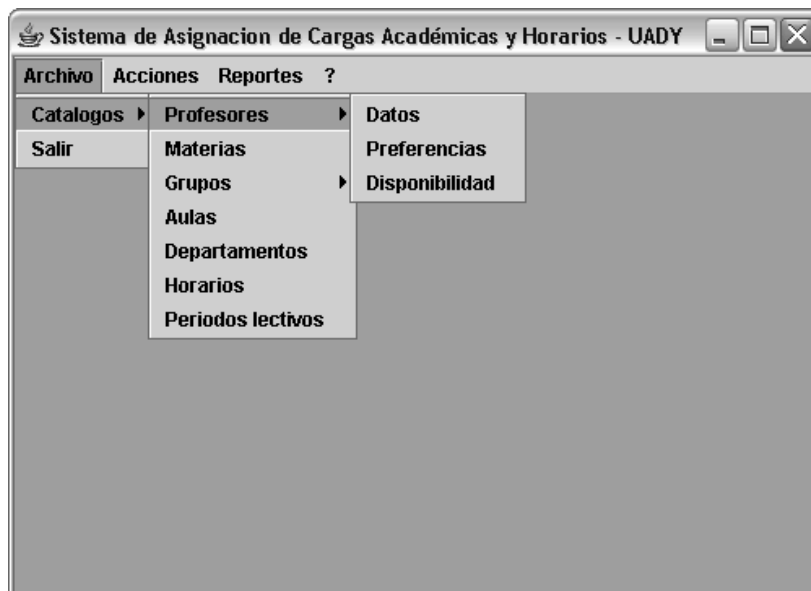 Sistema de Asignacion de Cargas Académicas y Horarios - UADY
Archivo Acciones Reportes ?
Catalogos Profesores Datos
Salir Materias Preferencias
Grupos Disponibilidad
Aulas
Departamentos
Horarios
Periodos lectivos